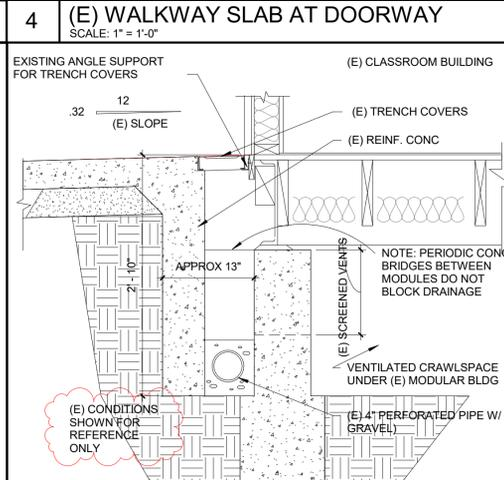 4
(E) WALKWAY SLAB AT DOORWAY
SCALE: 1" = 1'-0"
EXISTING ANGLE SUPPORT
FOR TRENCH COVERS
(E) CLASSROOM BUILDING
12
.32
(E) SLOPE
(E) TRENCH COVERS
(E) REINF. CONC
2'- 10"
APPROX 13"
(E) SCREENED VENTS
NOTE: PERIODIC CONC
BRIDGES BETWEEN
MODULES DO NOT
BLOCK DRAINAGE
VENTILATED CRAWLSPACE
UNDER (E) MODULAR BLDG
(E) CONDITIONS
SHOWN FOR
REFERENCE
ONLY
(E) 4" PERFORATED PIPE W/
GRAVEL)